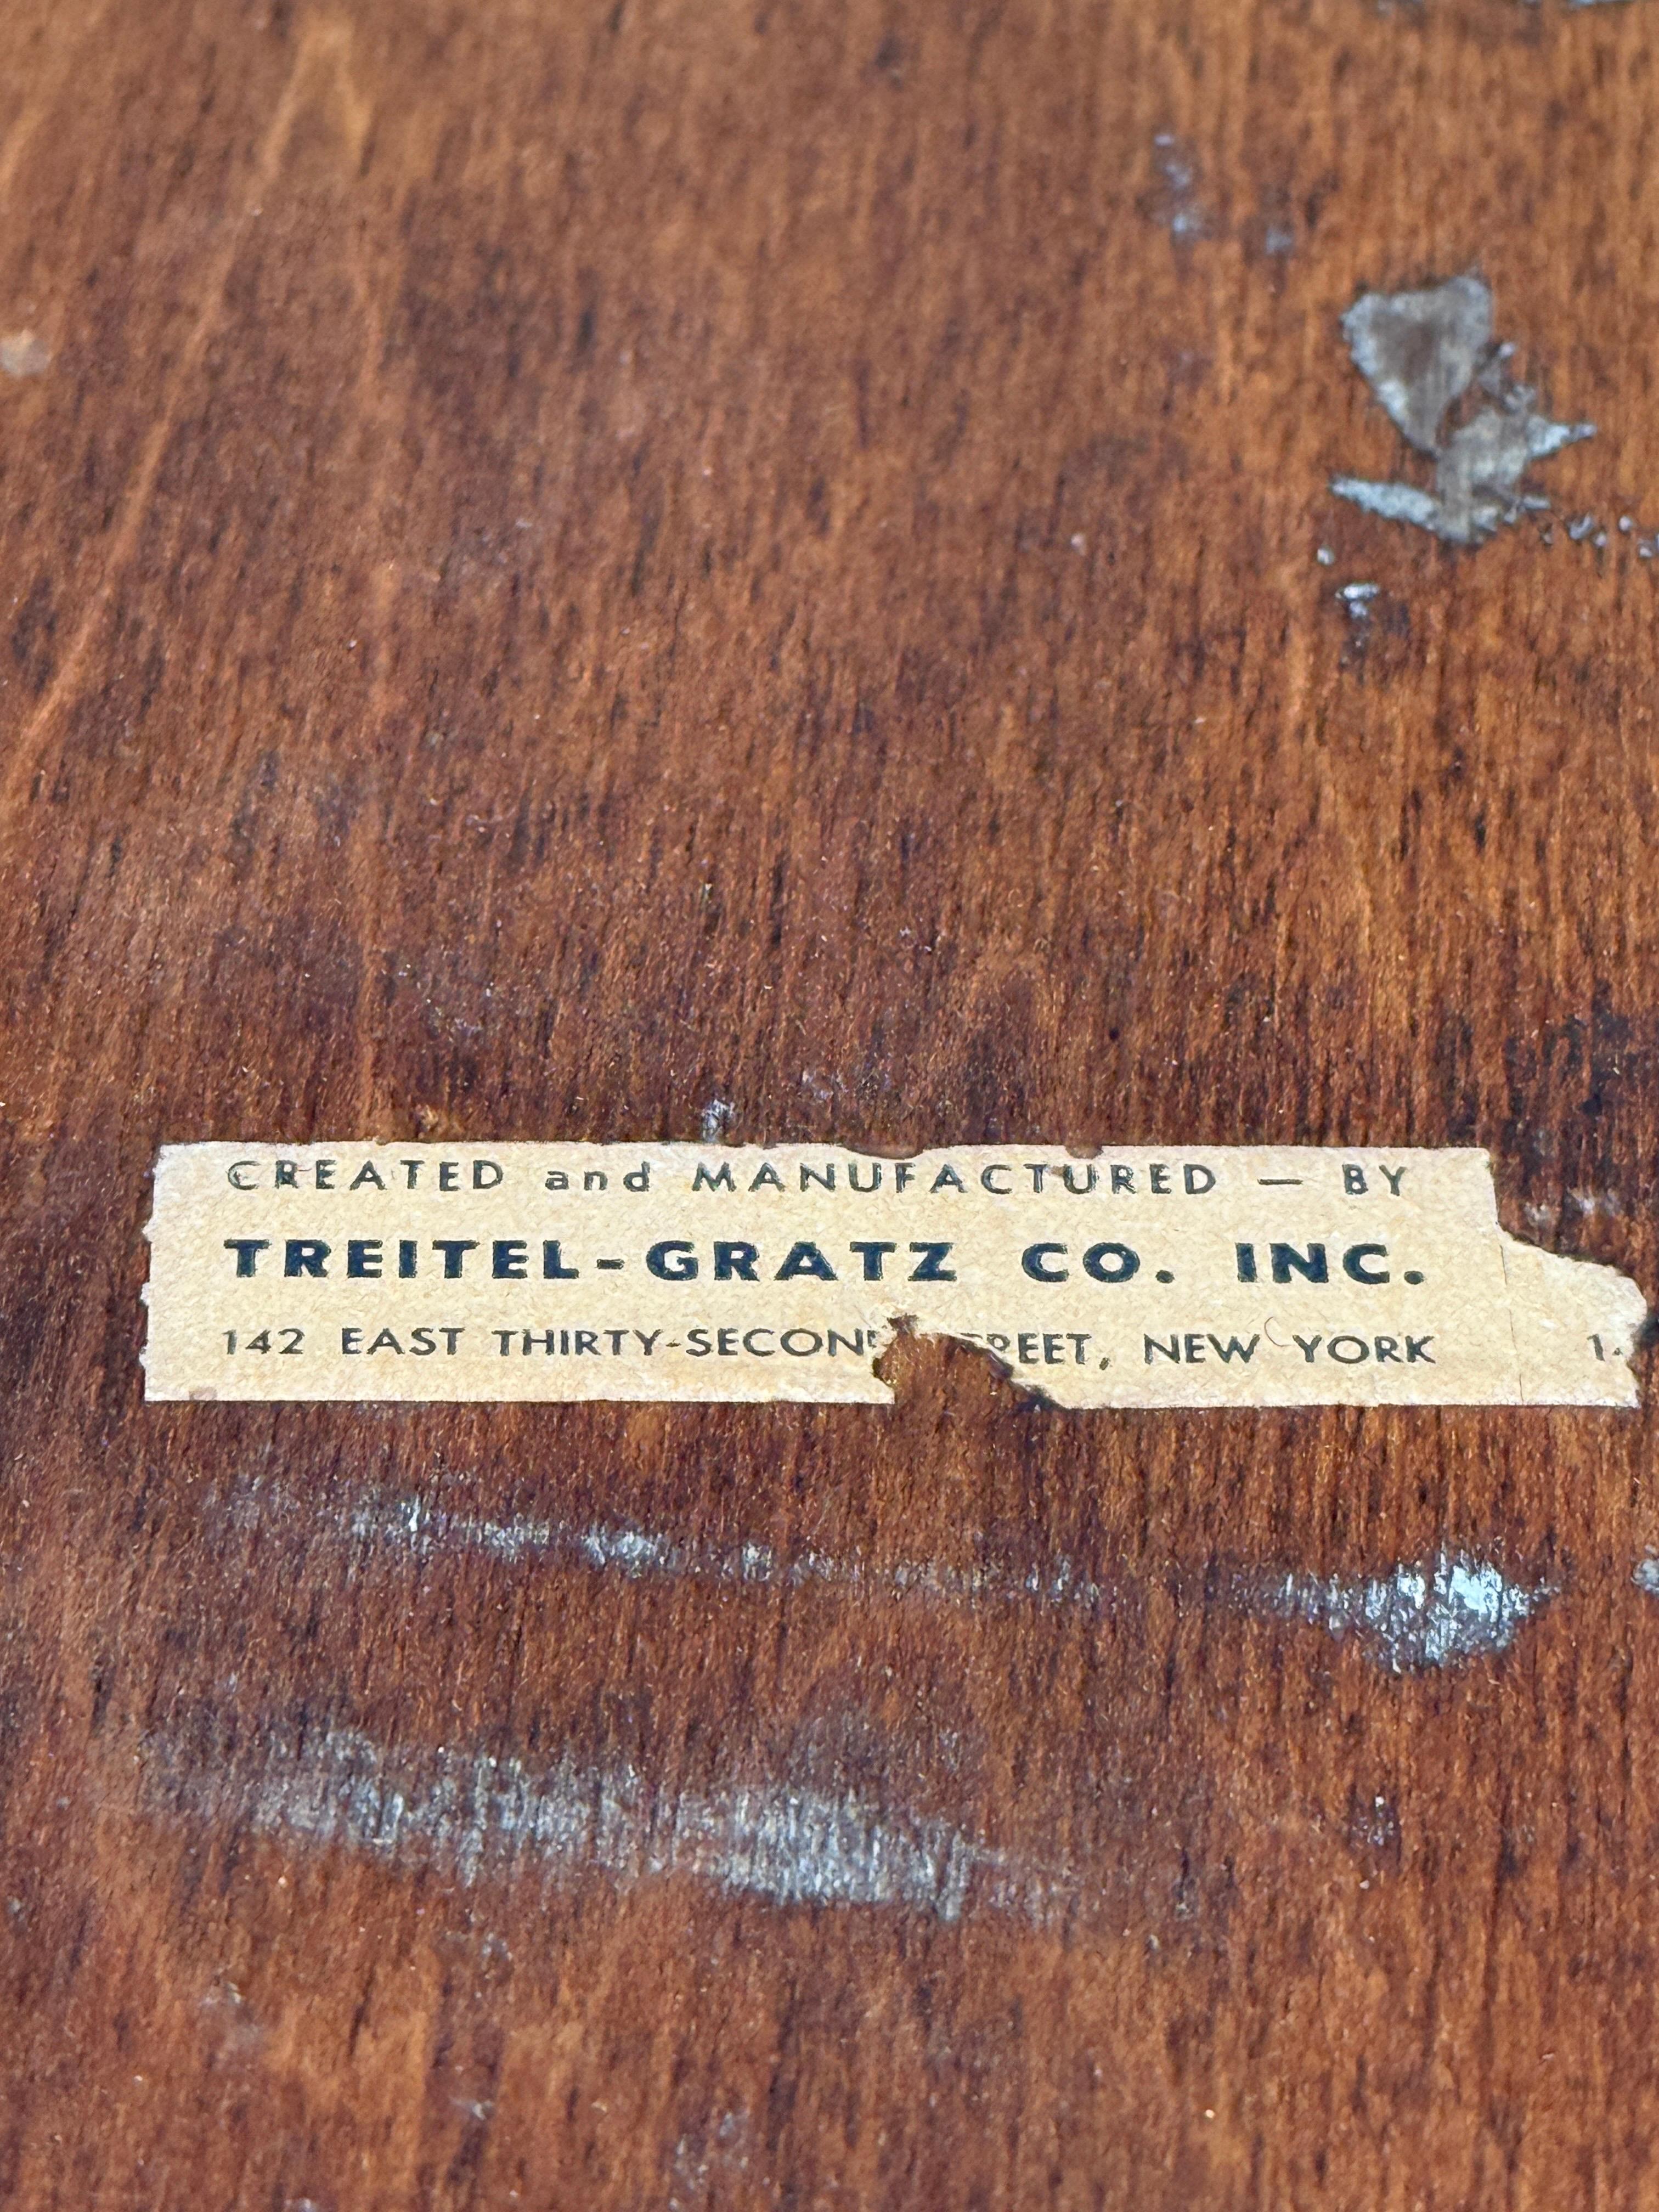 CREATED and MANUFACTURED — BY
TREITEL-GRATZ CO. INC.
142 EAST THIRTY-SECOND STREET, NEW YORK